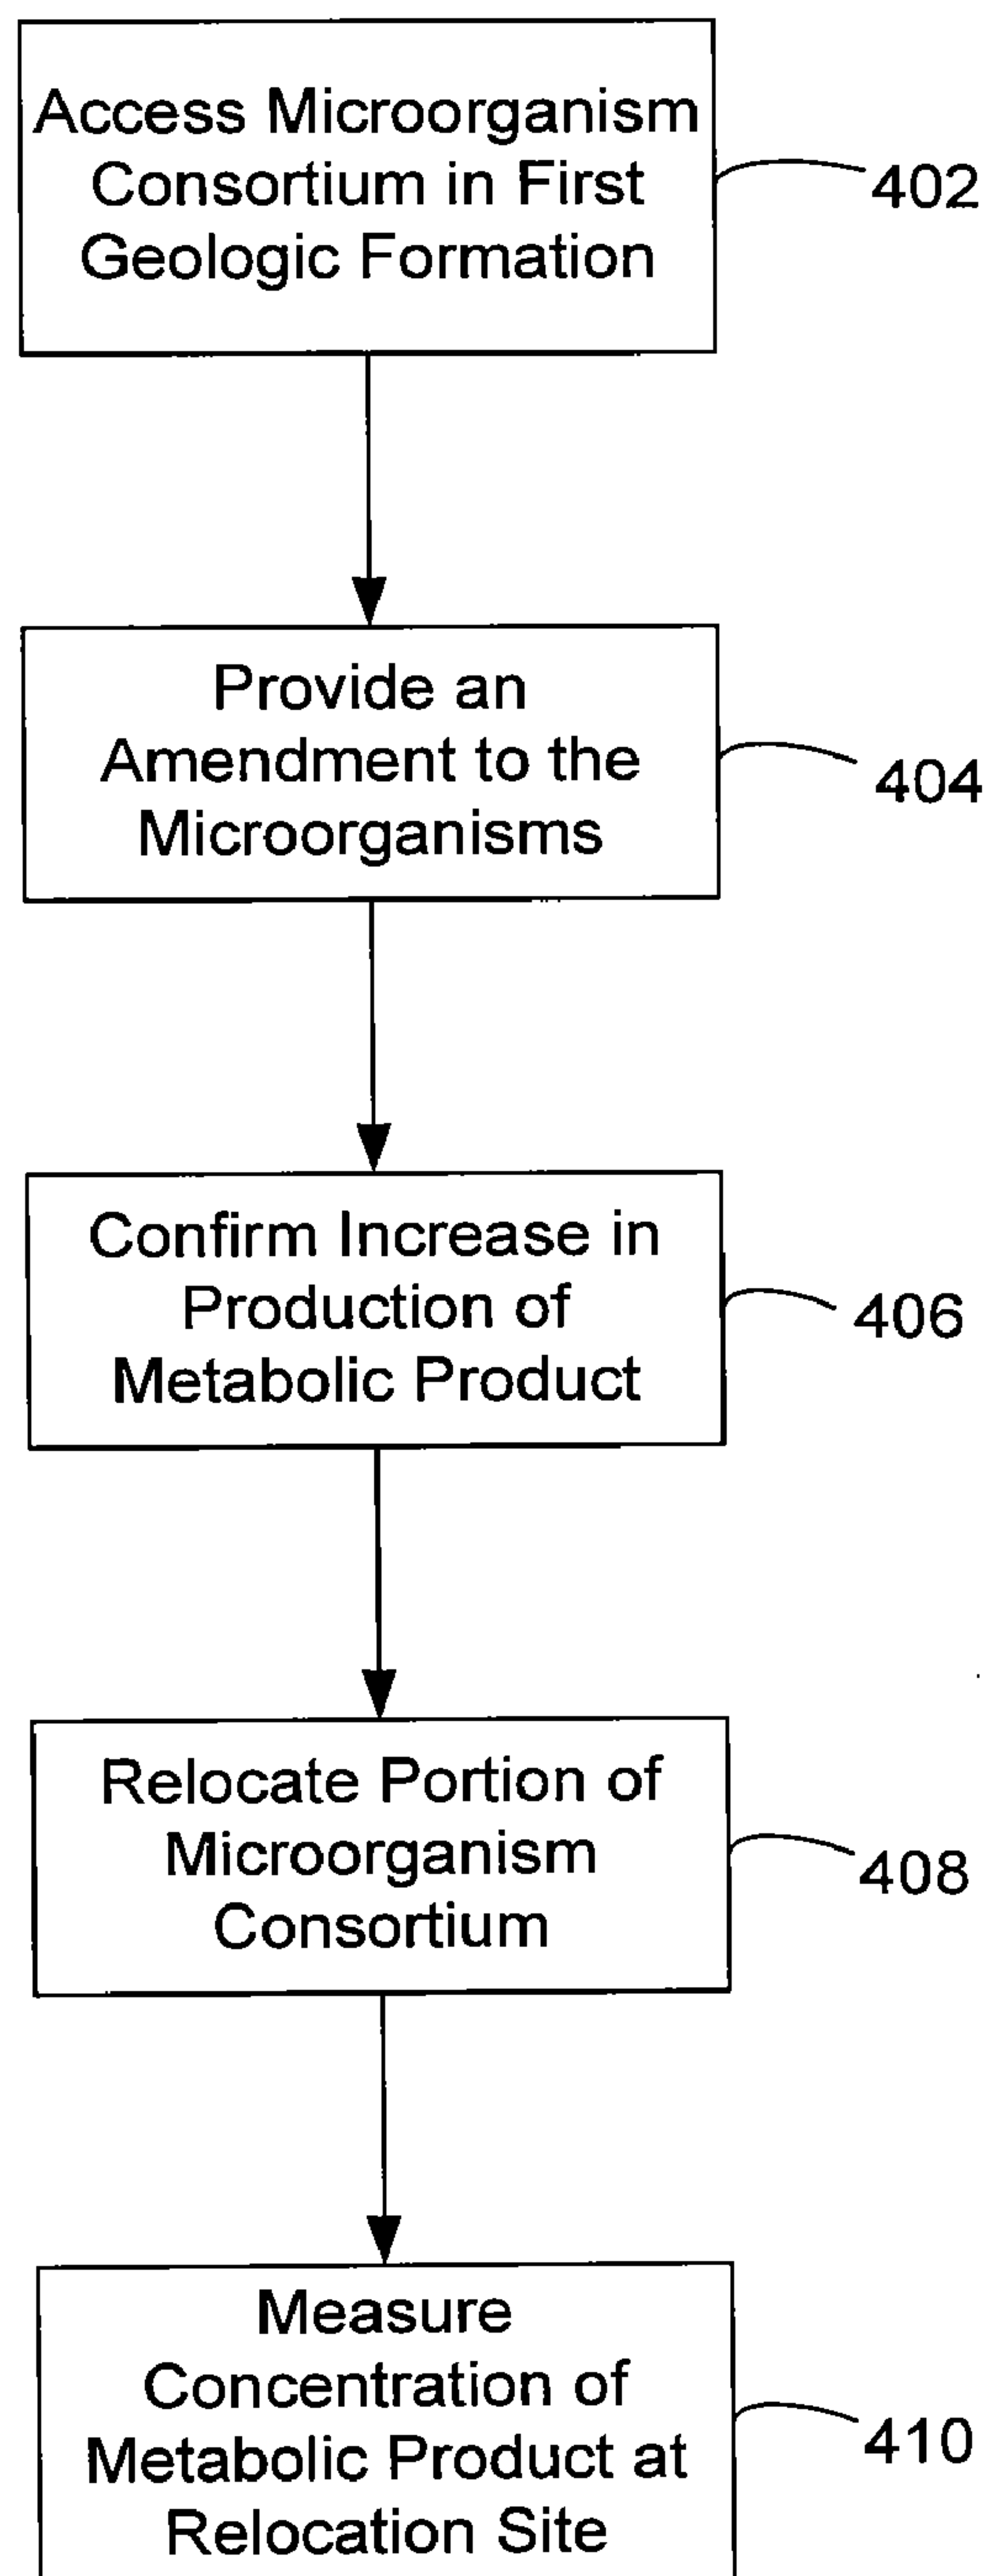 Access Microorganism
Consortium in First
Geologic Formation
402
Provide an
Amendment to the
Microorganisms
404
Confirm Increase in
Production of
Metabolic Product
406
Relocate Portion of
Microorganism
Consortium
408
Measure
Concentration of
Metabolic Product at
Relocation Site
410